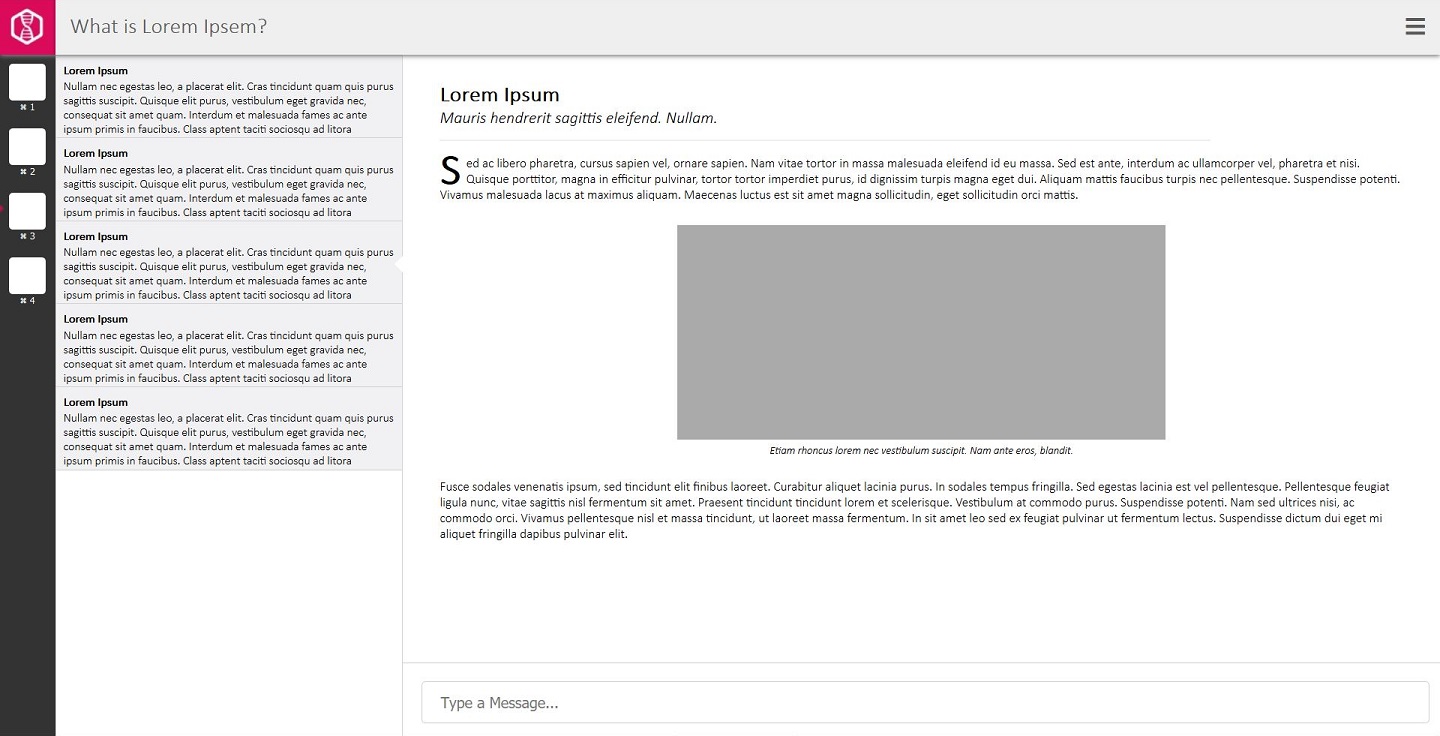 What is Lorem Ipsem?
⌘ 1
⌘ 2
⌘ 3
⌘ 4
Lorem Ipsum
Nullam nec egestas leo, a placerat elit. Cras tincidunt quam quis purus
sagittis suscipit. Quisque elit purus, vestibulum eget gravida nec,
consequat sit amet quam. Interdum et malesuada fames ac ante
ipsum primis in faucibus. Class aptent taciti sociosqu ad litora
Lorem Ipsum
Nullam nec egestas leo, a placerat elit. Cras tincidunt quam quis purus
sagittis suscipit. Quisque elit purus, vestibulum eget gravida nec,
consequat sit amet quam. Interdum et malesuada fames ac ante
ipsum primis in faucibus. Class aptent taciti sociosqu ad litora
Lorem Ipsum
Nullam nec egestas leo, a placerat elit. Cras tincidunt quam quis purus
sagittis suscipit. Quisque elit purus, vestibulum eget gravida nec,
consequat sit amet quam. Interdum et malesuada fames ac ante
ipsum primis in faucibus. Class aptent taciti sociosqu ad litora
Lorem Ipsum
Nullam nec egestas leo, a placerat elit. Cras tincidunt quam quis purus
sagittis suscipit. Quisque elit purus, vestibulum eget gravida nec,
consequat sit amet quam. Interdum et malesuada fames ac ante
ipsum primis in faucibus. Class aptent taciti sociosqu ad litora
Lorem Ipsum
Nullam nec egestas leo, a placerat elit. Cras tincidunt quam quis purus
sagittis suscipit. Quisque elit purus, vestibulum eget gravida nec,
consequat sit amet quam. Interdum et malesuada fames ac ante
ipsum primis in faucibus. Class aptent taciti sociosqu ad litora
Lorem Ipsum
Mauris hendrerit sagittis eleifend. Nullam.
Sed ac libero pharetra, cursus sapien vel, ornare sapien. Nam vitae tortor in massa malesuada eleifend id eu massa. Sed est ante, interdum ac ullamcorper vel, pharetra et nisi.
Quisque porttitor, magna in efficitur pulvinar, tortor tortor imperdiet purus, id dignissim turpis magna eget dui. Aliquam mattis faucibus turpis nec pellentesque. Suspendisse potenti.
Vivamus malesuada lacus at maximus aliquam. Maecenas luctus est sit amet magna sollicitudin, eget sollicitudin orci mattis.
Etiam rhoncus lorem nec vestibulum suscipit. Nam ante eros, blandit.
Fusce sodales venenatis ipsum, sed tincidunt elit finibus laoreet. Curabitur aliquet lacinia purus. In sodales tempus fringilla. Sed egestas lacinia est vel pellentesque. Pellentesque feugiat
ligula nunc, vitae sagittis nisl fermentum sit amet. Praesent tincidunt tincidunt lorem et scelerisque. Vestibulum at commodo purus. Suspendisse potenti. Nam sed ultrices nisi, ac
commodo orci. Vivamus pellentesque nisl et massa tincidunt, ut laoreet massa fermentum. In sit amet leo sed ex feugiat pulvinar ut fermentum lectus. Suspendisse dictum dui eget mi
aliquet fringilla dapibus pulvinar elit.
Type a Message...